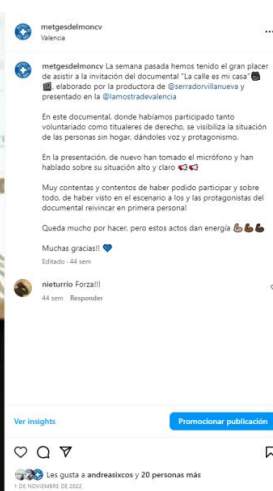 metgesdelmoncv
Valencia
metgesdelmoncv La semana pasada hemos tenido el gran placer
de asistir a la invitación del documental "La calle es mi casa"
, elaborado por la productora de @serradorvillanueva y
presentado en la @lamostradevalencia
En este documental, donde habíamos participado tanto
voluntariado como titualeres de derecho, se visibiliza la situación
de las personas sin hogar, dándoles voz y protagonismo.
En la presentación, de nuevo han tomado el micrófono y han
hablado sobre su situación alto y claro 📢📢
Muy contentas y contentos de haber podido participar y sobre
todo, de haber visto en el escenario a los y las protagonistas del
documental reivincar en primera persona!
Queda mucho por hacer, pero estos actos dan energía 💪🏼💪🏽💪🏿
Muchas gracias!! 💙
Editado · 44 sem
nieturrio Forza!!!
44 sem Responder
Ver insights
Promocionar publicación
Les gusta a andreasixcos y 20 personas más
1 DE NOVIEMBRE DE 2022